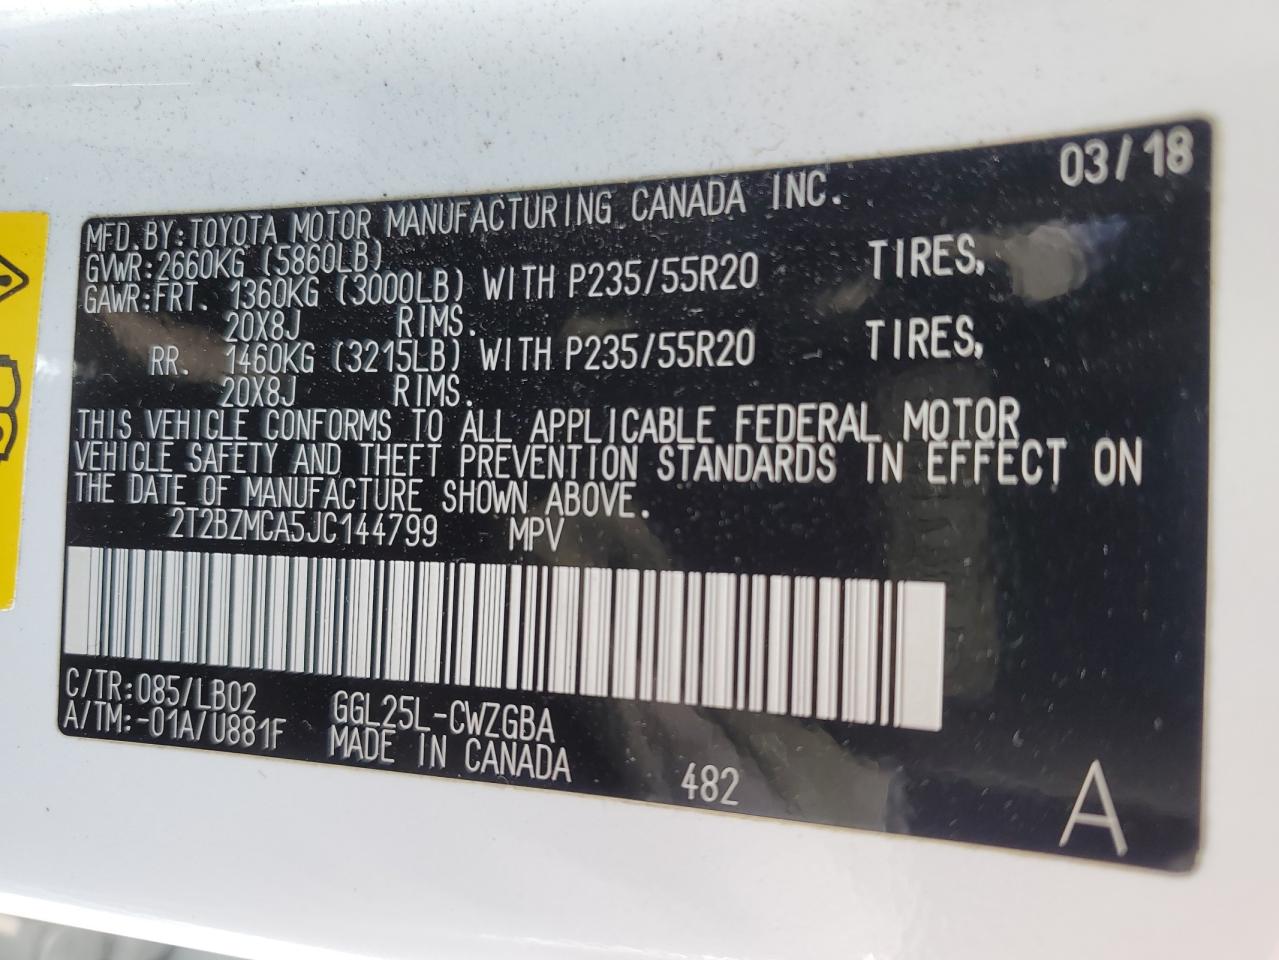 03/18
MFD.BY:TOYOTA MOTOR MANUFACTURING CANADA INC.
GVWR:2660KG (5860LB)
GAWR:FRT. 1360KG (3000LB) WITH P235/55R20 TIRES,
20X8J RIMS.
RR. 1460KG (3215LB) WITH P235/55R20 TIRES,
20X8J RIMS.
THIS VEHICLE CONFORMS TO ALL APPLICABLE FEDERAL MOTOR
VEHICLE SAFETY AND THEFT PREVENTION STANDARDS IN EFFECT ON
THE DATE OF MANUFACTURE SHOWN ABOVE.
2T2BZMCA5JC144799 MPV
C/TR:085/LB02 GGL25L-CWZGBA
A/TM:-01A/U881F MADE IN CANADA
482
A